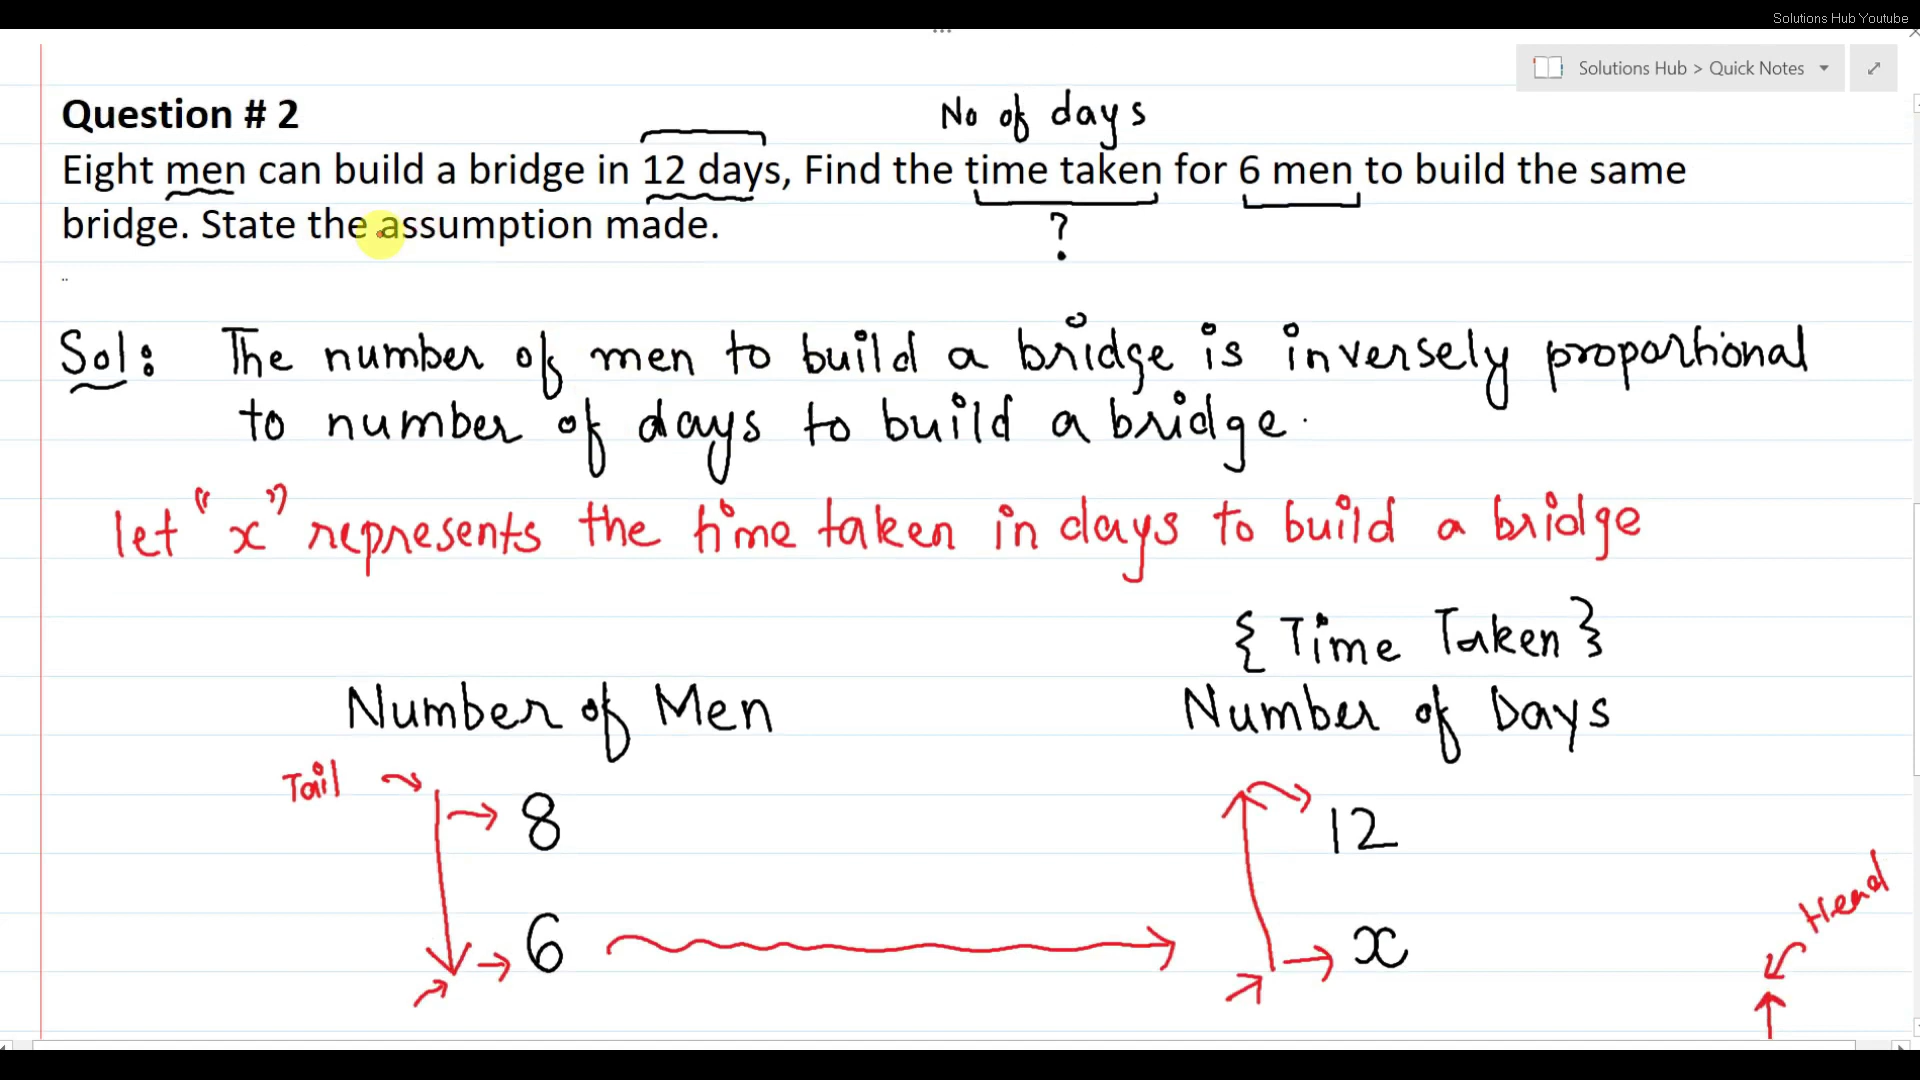 Solutions Hub Youtube
Solutions Hub > Quick Notes
Question # 2
No of days
Eight men can build a bridge in 12 days, Find the time taken for 6 men to build the same
bridge. State the assumption made.
?
Sol: The number of men to build a bridge is inversely proportional
to number of days to build a bridge.
let "x" represents the time taken in days to build a bridge
{Time Taken}
Number of Men Number of Days
Tail
8 12
Head
6 x